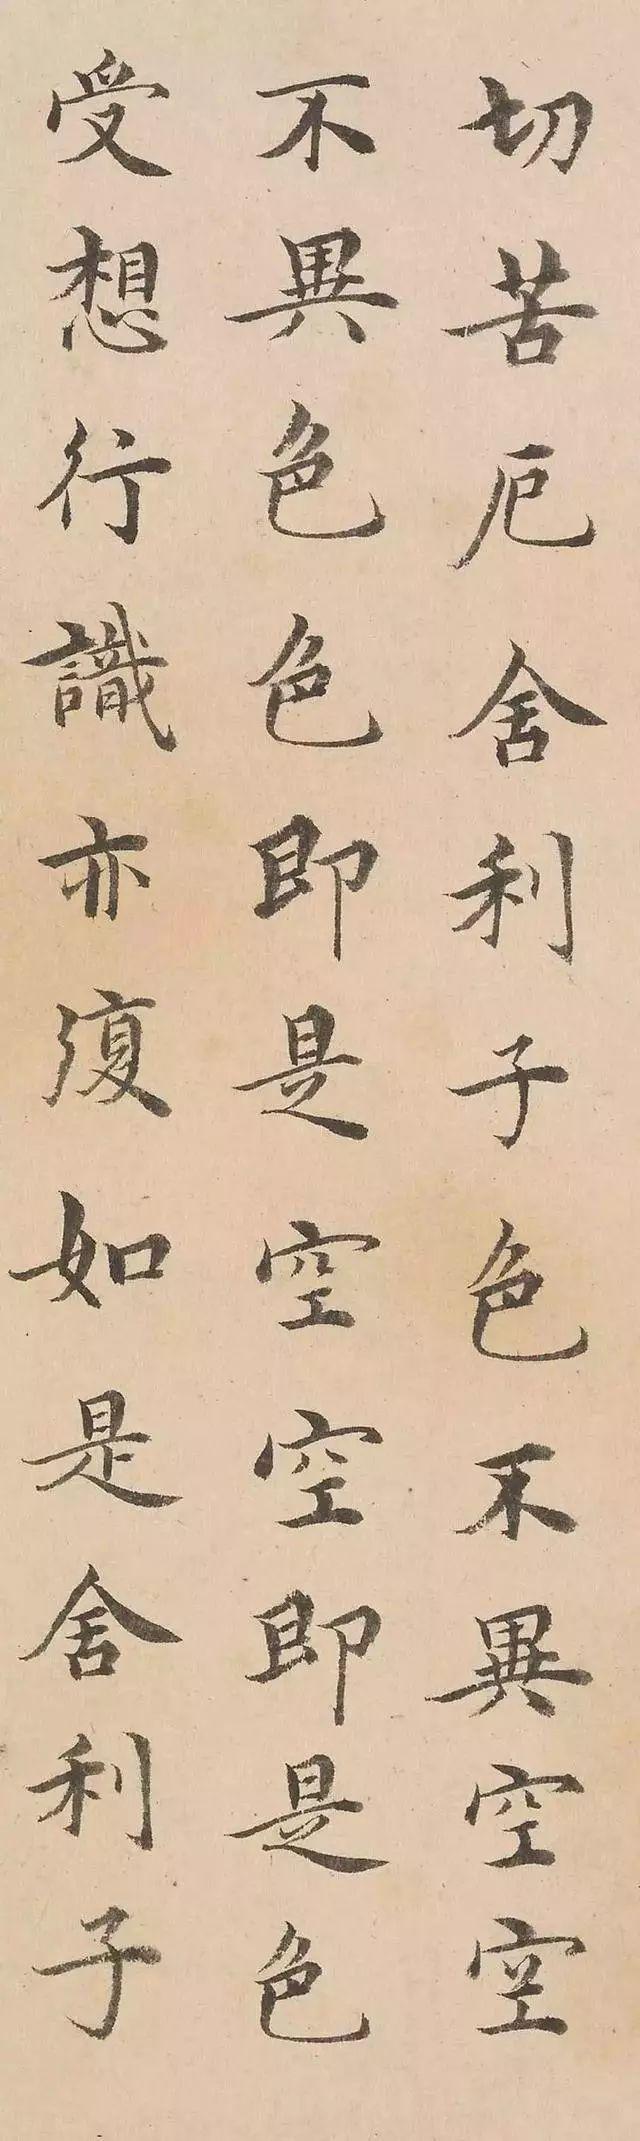 切苦厄舍利子色不異空空
不異色色即是空空即是色
受想行識亦復如是舍利子